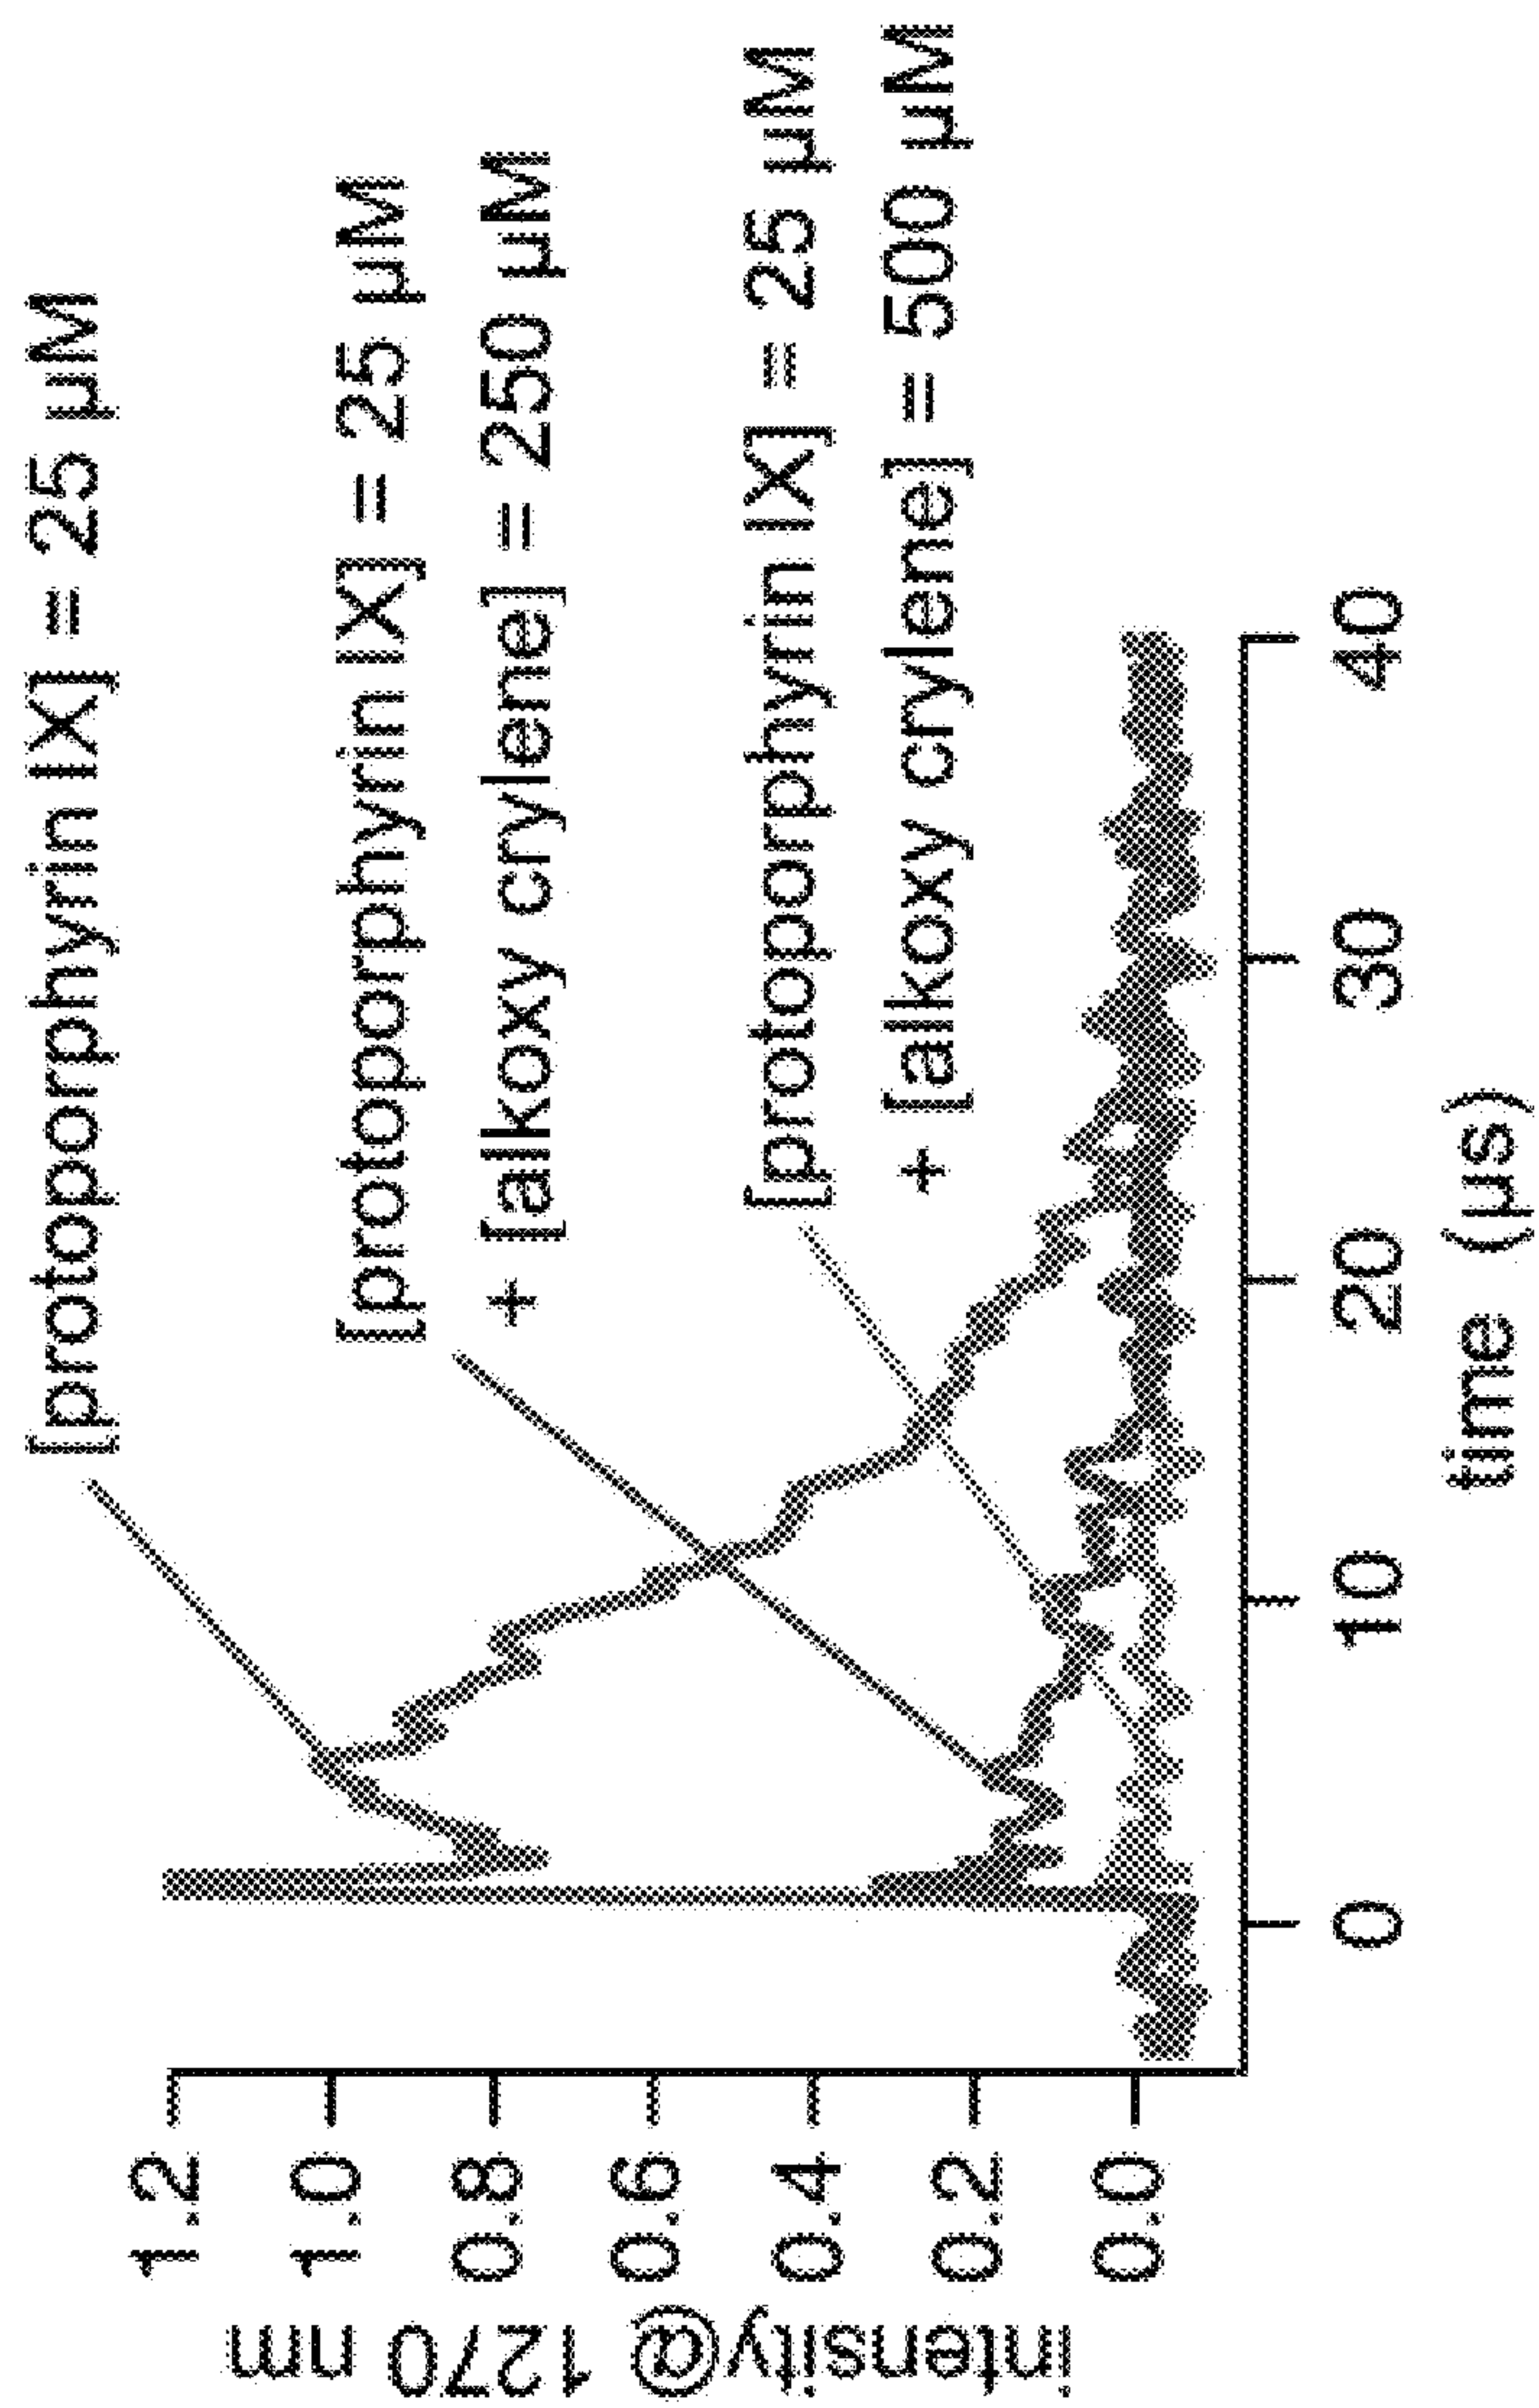 [protoporphyrin IX] = 25 µM
[protoporphyrin IX] = 25 µM
+ [alkoxy crylene] = 250 µM
[protoporphyrin IX] = 25 µM
+ [alkoxy crylene] = 500 µM
intensity@ 1270 nm
1.2
1.0
0.8
0.6
0.4
0.2
0.0
0 10 20 30 40
time (µs)